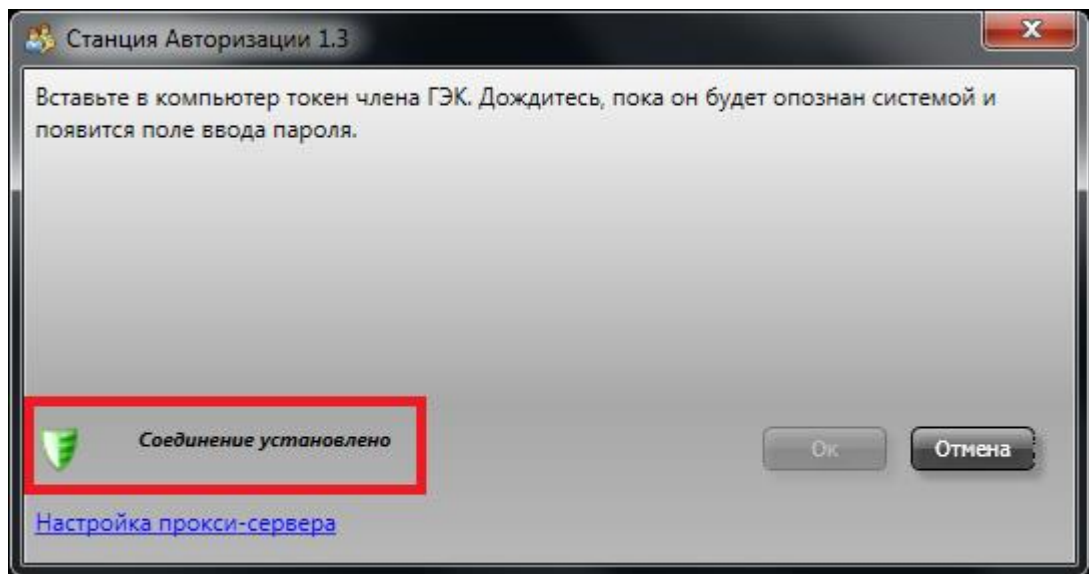 Станция Авторизации 1.3
Вставьте в компьютер токен члена ГЭК. Дождитесь, пока он будет опознан системой и
появится поле ввода пароля.
Соединение установлено
Ок
Отмена
Настройка прокси-сервера